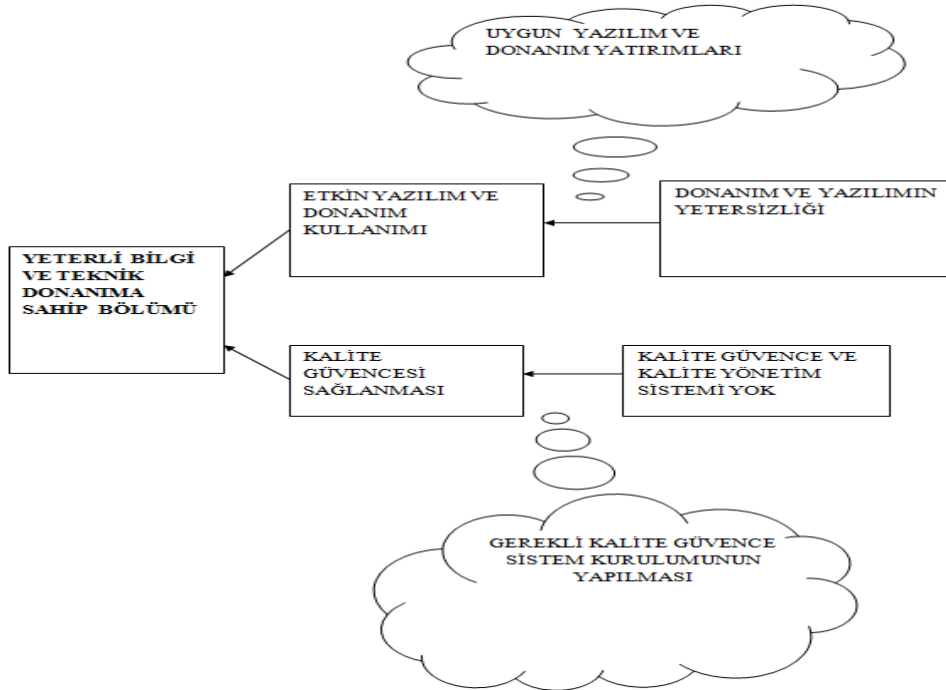 UYGUN YAZILIM VE
DONANIM YATIRIMLARI
ETKİN YAZILIM VE
DONANIM
KULLANIMI
DONANIM VE YAZILIMIN
YETERSİZLİĞİ
YETERLİ BİLGİ
VE TEKNİK
DONANIMA
SAHİP BÖLÜMÜ
KALİTE
GÜVENCESİ
SAĞLANMASI
KALİTE GÜVENCE VE
KALİTE YÖNETİM
SİSTEMİ YOK
GEREKLİ KALİTE GÜVENCE
SİSTEM KURULUMUNUN
YAPILMASI